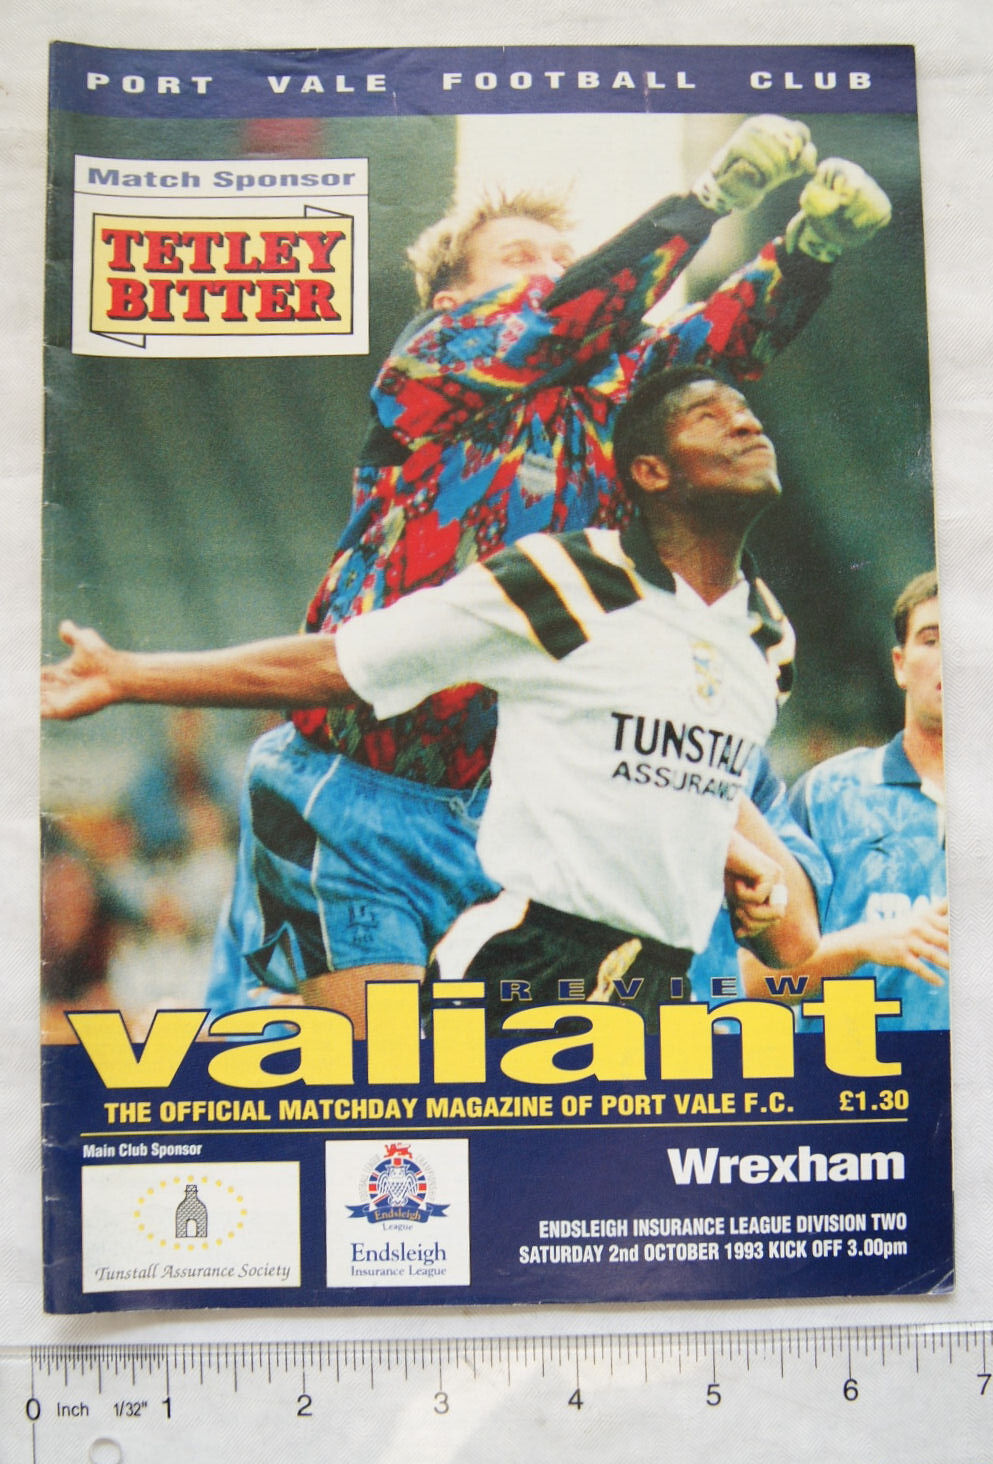 PORT VALE FOOTBALL CLUB
Match Sponsor
TETLEY
BITTER
TUNSTALL
ASSURANC
REVIEW
valiant
THE OFFICIAL MATCHDAY MAGAZINE OF PORT VALE F.C. £1.30
Main Club Sponsor
Tunstall Assurance Society
Endsleigh
League
Endsleigh
Insurance League
Wrexham
ENDSLEIGH INSURANCE LEAGUE DIVISION TWO
SATURDAY 2nd OCTOBER 1993 KICK OFF 3.00pm
0 Inch 1/32" 1 2 3 4 5 6 7